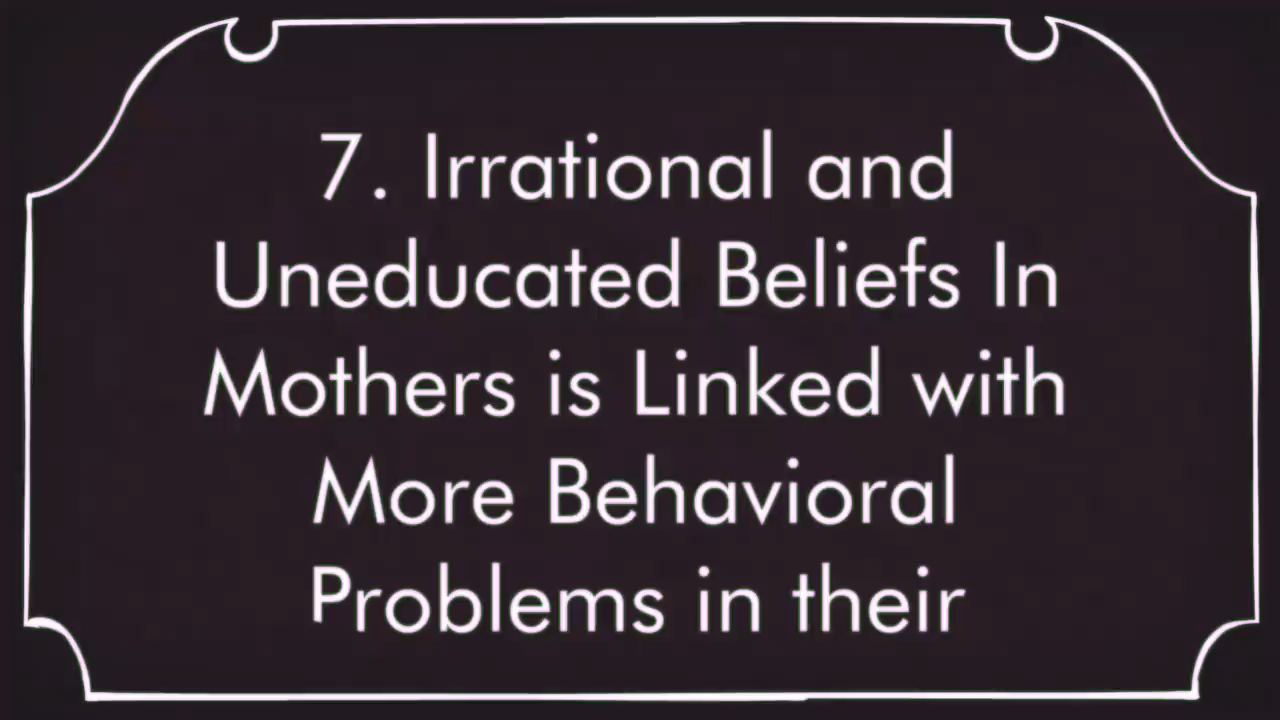 7. Irrational and
Uneducated Beliefs In
Mothers is Linked with
More Behavioral
Problems in their